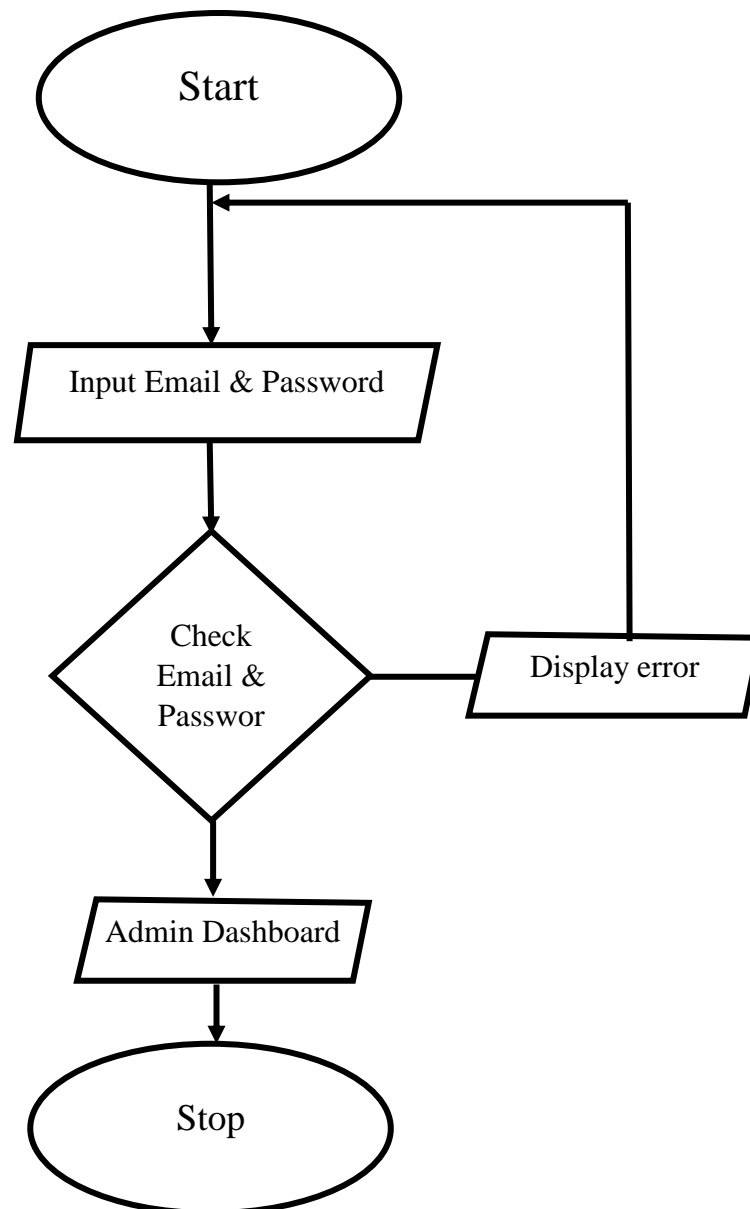 Start
Input Email & Password
Check
Email &
Passwor
Display error
Admin Dashboard
Stop